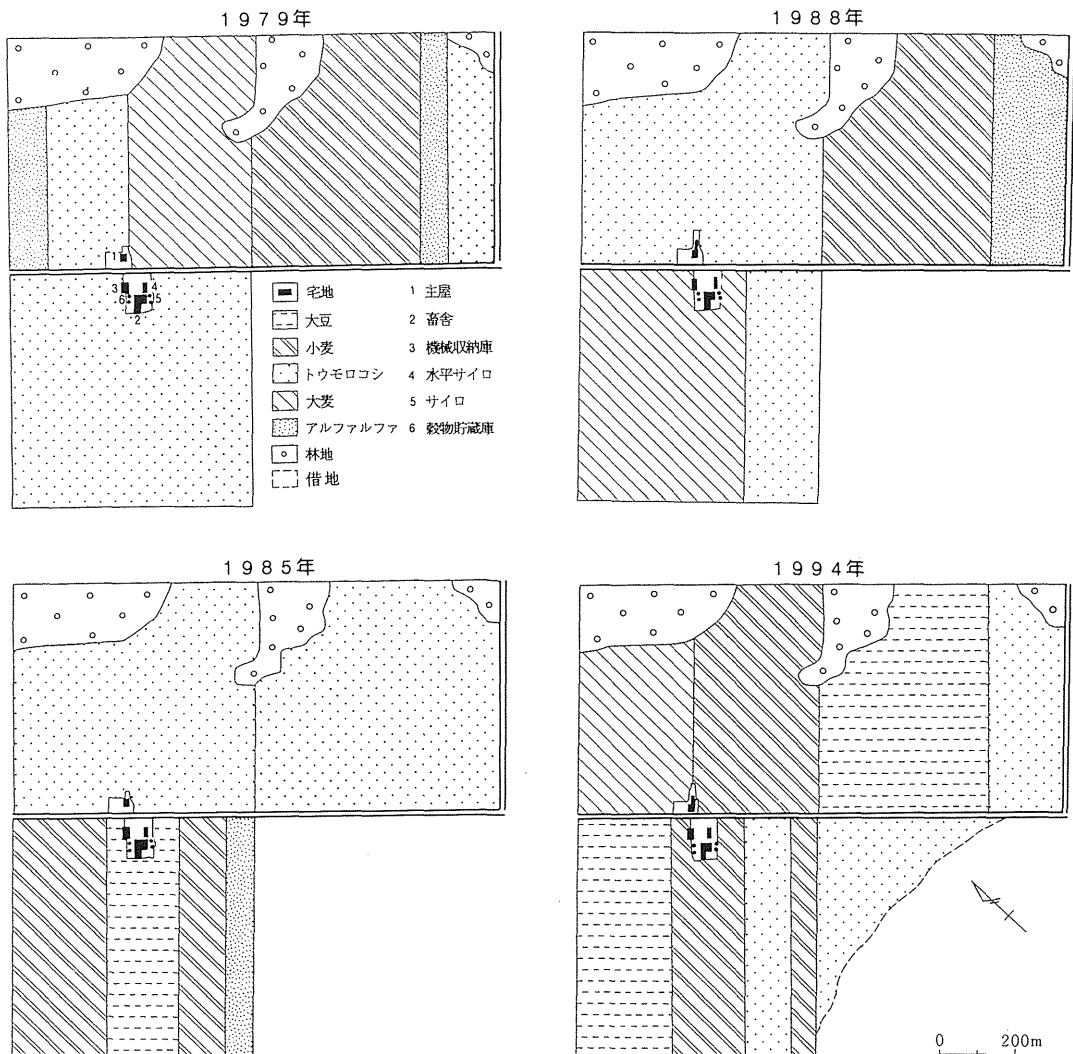 1979年
1988年
1
3 4
6 5
2
宅地
大豆
小麦
トウモロコシ
大麦
アルファルファ
林地
借地
1 主屋
2 畜舎
3 機械収納庫
4 水平サイロ
5 サイロ
6 穀物貯蔵庫
1985年
1994年
0 200m